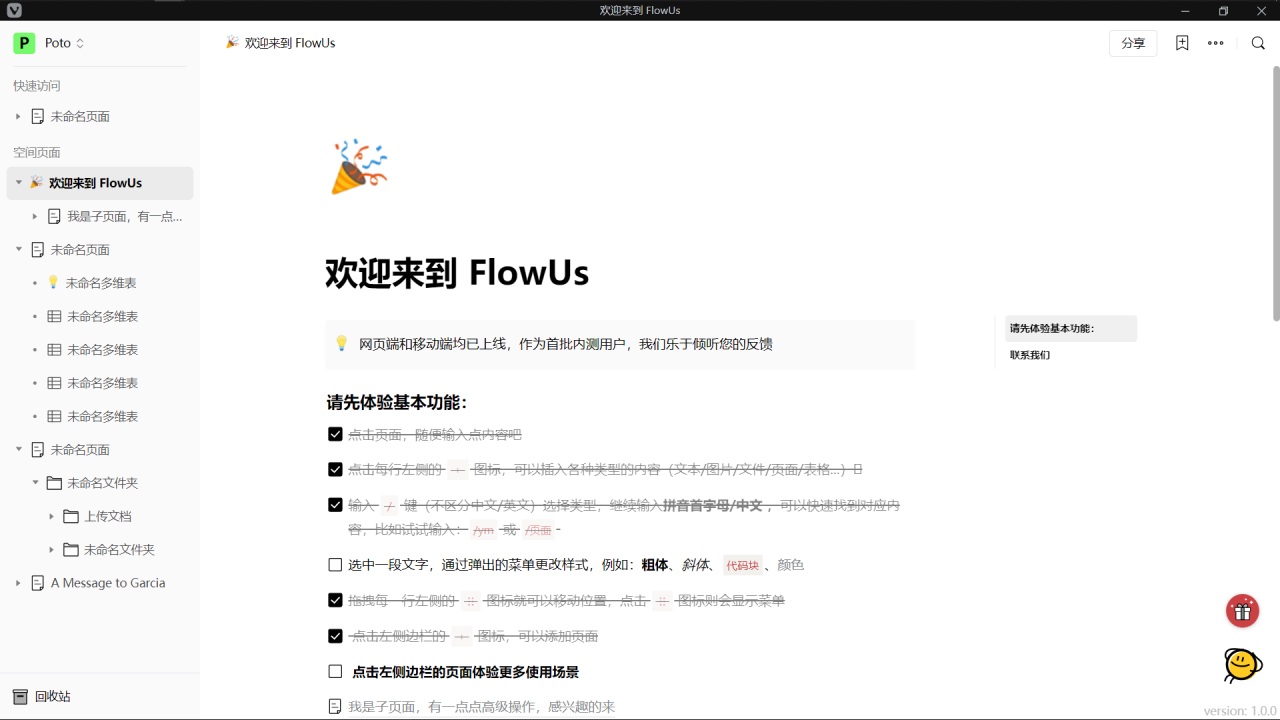 欢迎来到 FlowUs
P Poto
快速访问
未命名页面
空间页面
欢迎来到 FlowUs
我是子页面，有一点...
未命名页面
未命名多维表
未命名多维表
未命名多维表
未命名多维表
未命名多维表
未命名页面
未命名文件夹
上传文档
未命名文件夹
A Message to Garcia
回收站
欢迎来到 FlowUs
分享
欢迎来到 FlowUs
网页端和移动端均已上线，作为首批内测用户，我们乐于倾听您的反馈
请先体验基本功能：
点击页面，随便输入点内容吧
点击每行左侧的 + 图标，可以插入各种类型的内容（文本/图片/文件/页面/表格...）
输入 / 键（不区分中文/英文）选择类型，继续输入拼音首字母/中文 ，可以快速找到对应内
容，比如试试输入： /ym 或 /页面
选中一段文字，通过弹出的菜单更改样式，例如：粗体、斜体、 代码块 、颜色
拖拽每一行左侧的 图标就可以移动位置，点击 图标则会显示菜单
点击左侧边栏的 + 图标，可以添加页面
点击左侧边栏的页面体验更多使用场景
我是子页面，有一点点高级操作，感兴趣的来
请先体验基本功能：
联系我们
version: 1.0.0